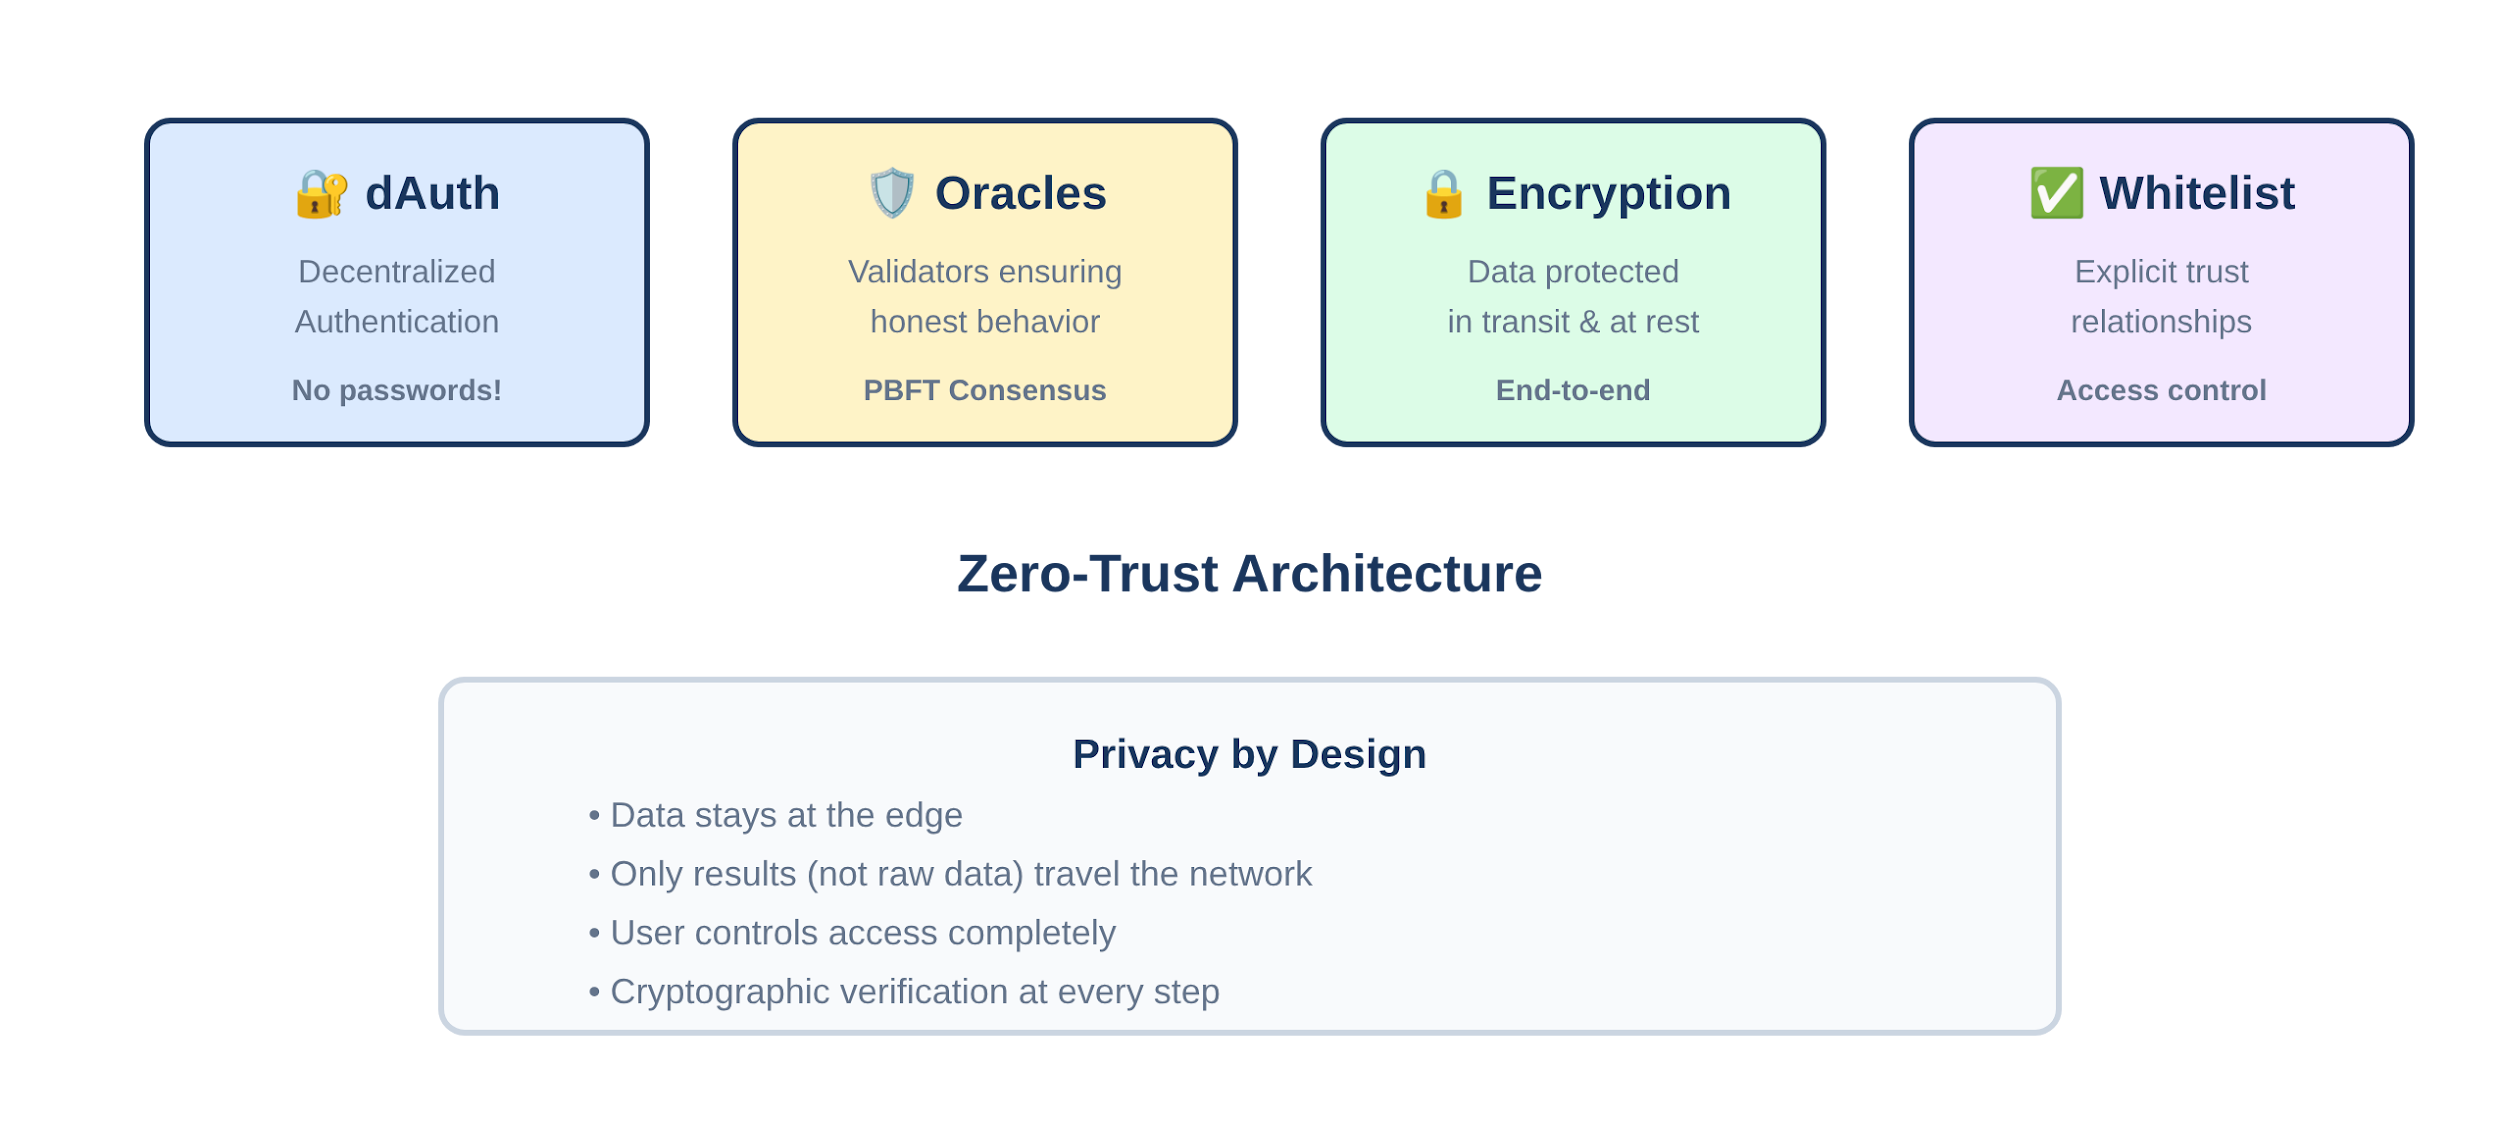 🔐 dAuth
Decentralized
Authentication
No passwords!
🛡️ Oracles
Validators ensuring
honest behavior
PBFT Consensus
🔒 Encryption
Data protected
in transit & at rest
End-to-end
✅ Whitelist
Explicit trust
relationships
Access control
Zero-Trust Architecture
Privacy by Design
• Data stays at the edge
• Only results (not raw data) travel the network
• User controls access completely
• Cryptographic verification at every step